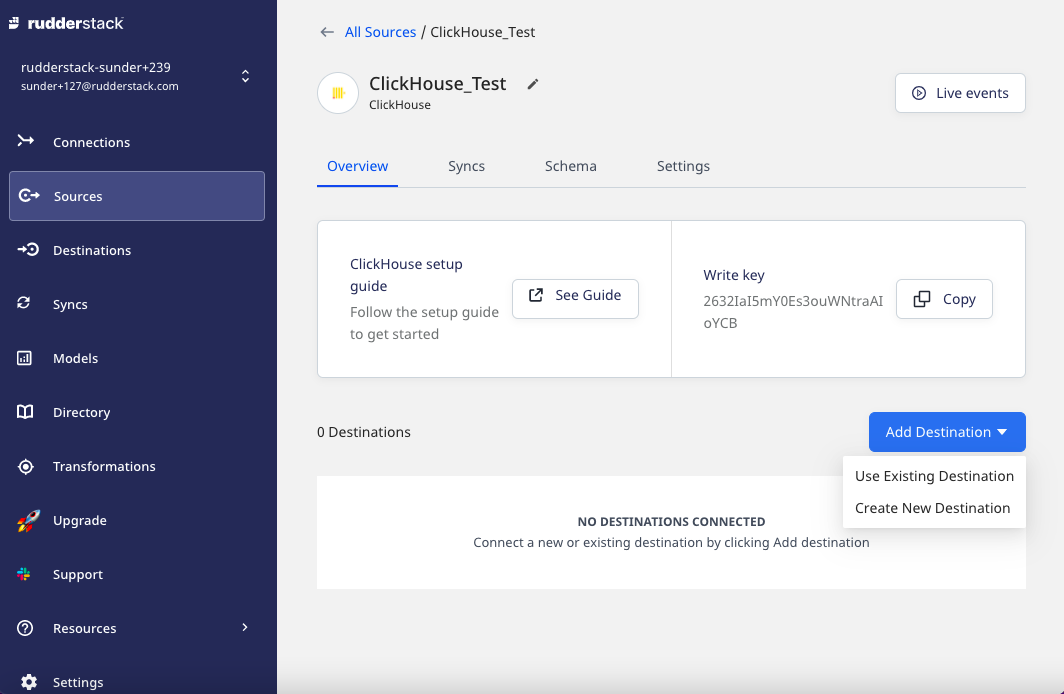 rudderstack
rudderstack-sunder+239
sunder+127@rudderstack.com
Connections
Sources
Destinations
Syncs
Models
Directory
Transformations
Upgrade
Support
Resources
Settings
All Sources / ClickHouse_Test
ClickHouse_Test
ClickHouse
Live events
Overview
Syncs
Schema
Settings
ClickHouse setup
guide
Follow the setup guide
to get started
See Guide
Write key
2632IaI5mY0Es3ouWNtraAI
oYCB
Copy
0 Destinations
Add Destination
Use Existing Destination
Create New Destination
NO DESTINATIONS CONNECTED
Connect a new or existing destination by clicking Add destination